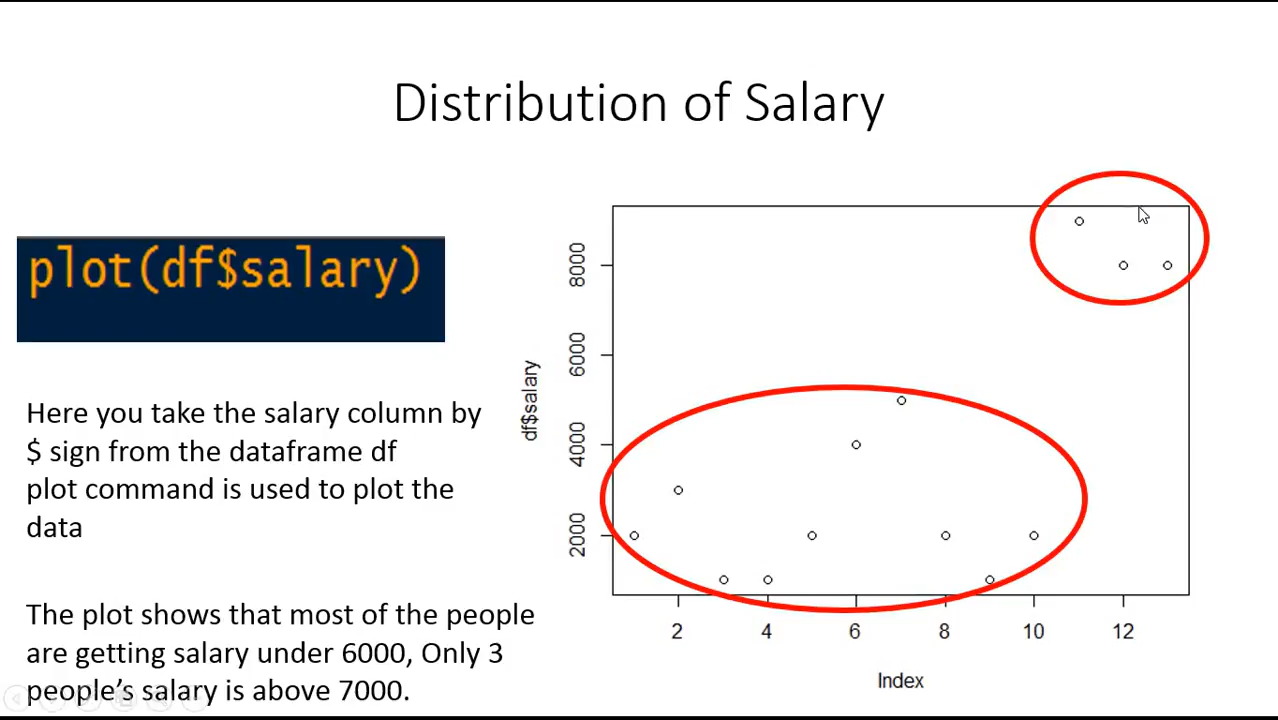 Distribution of Salary
plot(df$salary)
Here you take the salary column by
$ sign from the dataframe df
plot command is used to plot the
data
The plot shows that most of the people
are getting salary under 6000, Only 3
people’s salary is above 7000.
df$salary
8000
6000
4000
2000
2 4 6 8 10 12
Index